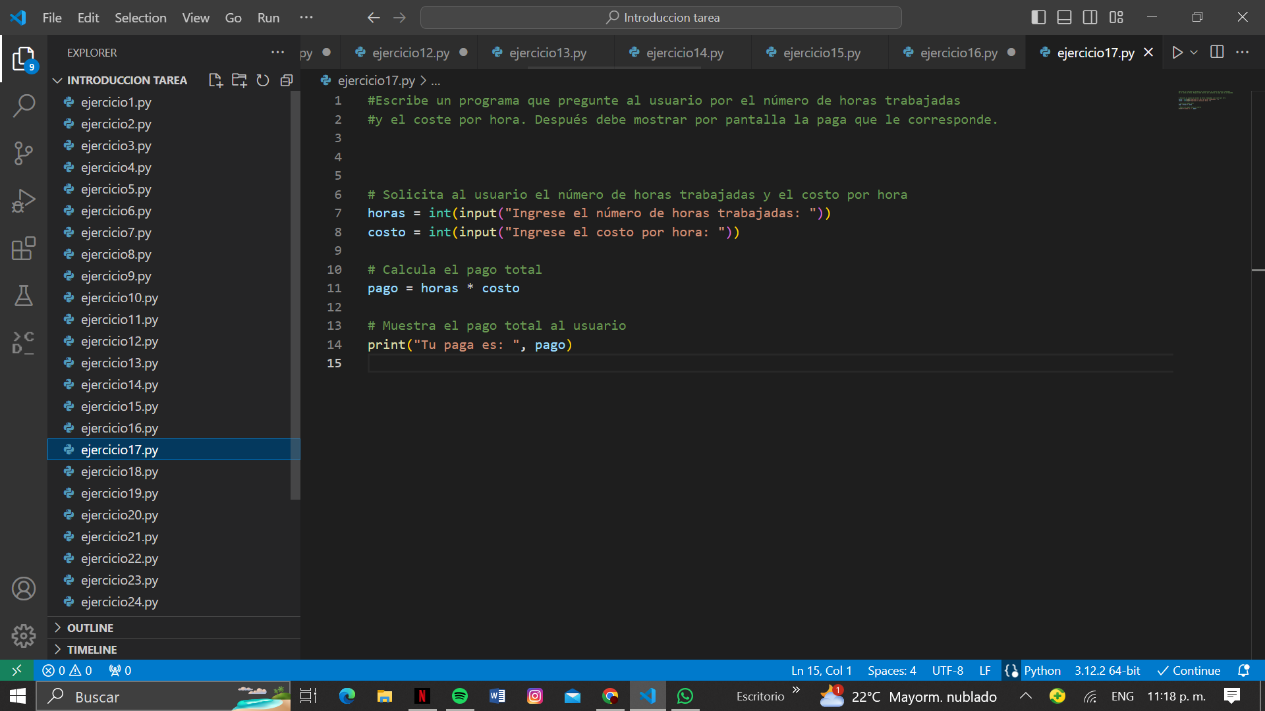 File Edit Selection View Go Run ···
Introduccion tarea
EXPLORER
py ejercicio12.py ejercicio13.py ejercicio14.py ejercicio15.py ejercicio16.py ejercicio17.py
INTRODUCCION TAREA
ejercicio1.py
ejercicio2.py
ejercicio3.py
ejercicio4.py
ejercicio5.py
ejercicio6.py
ejercicio7.py
ejercicio8.py
ejercicio9.py
ejercicio10.py
ejercicio11.py
ejercicio12.py
ejercicio13.py
ejercicio14.py
ejercicio15.py
ejercicio16.py
ejercicio17.py
ejercicio18.py
ejercicio19.py
ejercicio20.py
ejercicio21.py
ejercicio22.py
ejercicio23.py
ejercicio24.py
OUTLINE
TIMELINE
9
ejercicio17.py > ...
1 #Escribe un programa que pregunte al usuario por el número de horas trabajadas
2 #y el coste por hora. Después debe mostrar por pantalla la paga que le corresponde.
3
4
5
6 # Solicita al usuario el número de horas trabajadas y el costo por hora
7 horas = int(input("Ingrese el número de horas trabajadas: "))
8 costo = int(input("Ingrese el costo por hora: "))
9
10 # Calcula el pago total
11 pago = horas * costo
12
13 # Muestra el pago total al usuario
14 print("Tu paga es: ", pago)
15
0 0 0 Ln 15, Col 1 Spaces: 4 UTF-8 LF Python 3.12.2 64-bit Continue
Buscar Escritorio » 1 22°C Mayorm. nublado ENG 11:18 p. m.